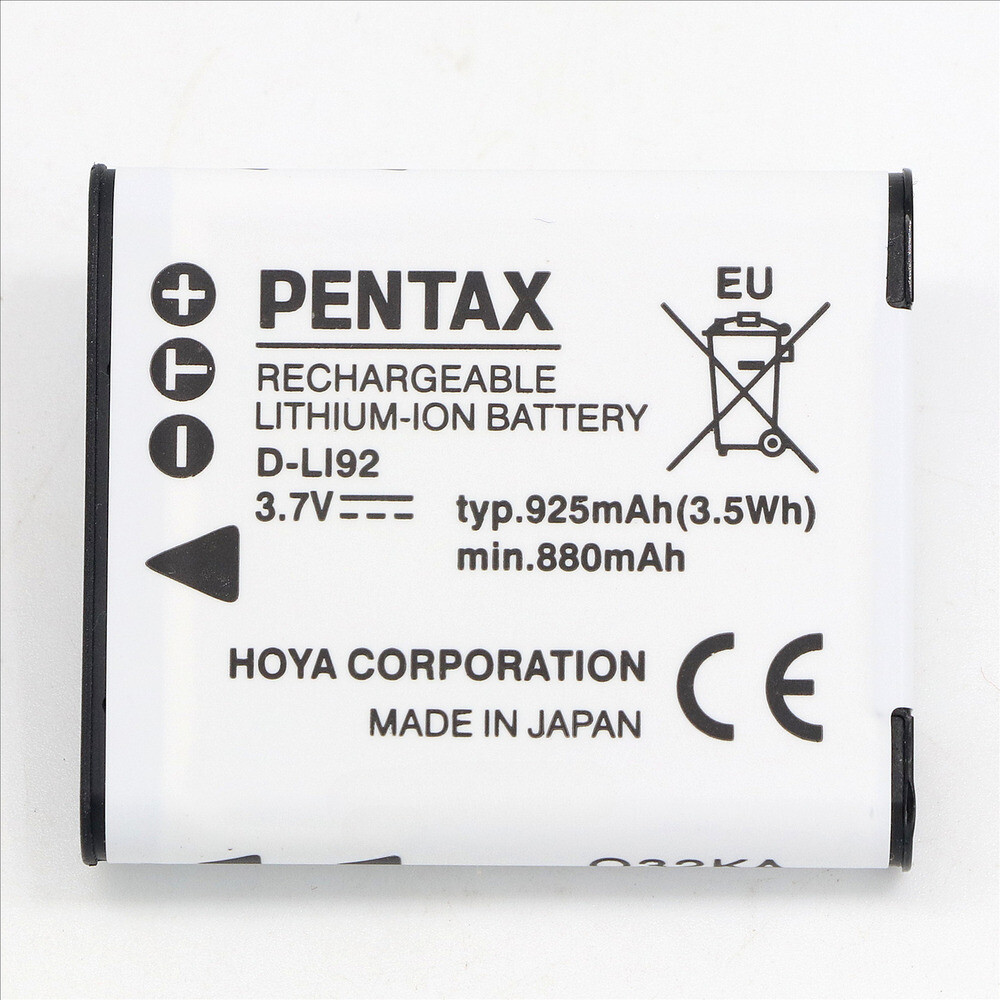 PENTAX
EU
RECHARGEABLE
LITHIUM-ION BATTERY
D-LI92
3.7V
typ.925mAh(3.5Wh)
min.880mAh
HOYA CORPORATION
MADE IN JAPAN
CE